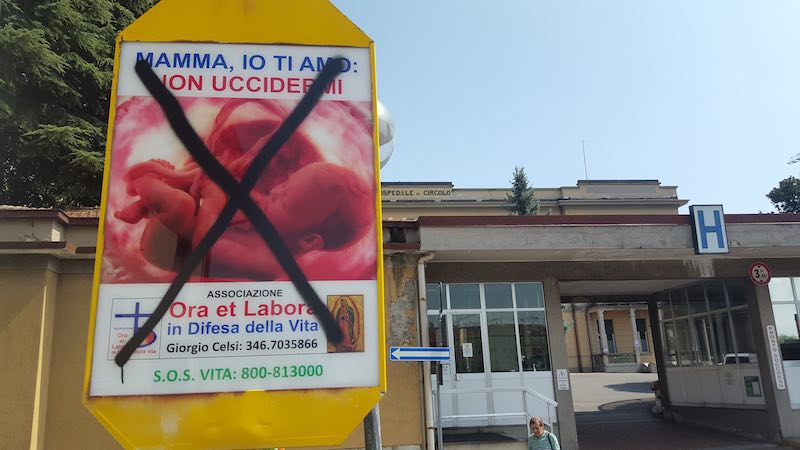 MAMMA, IO TI AMO:
NON UCCIDERMI
ASSOCIAZIONE
Ora et Labora
in Difesa della Vita
Giorgio Celsi: 346.7035866
S.O.S. VITA: 800-813000
OSPEDALE di CIRCOLO
H